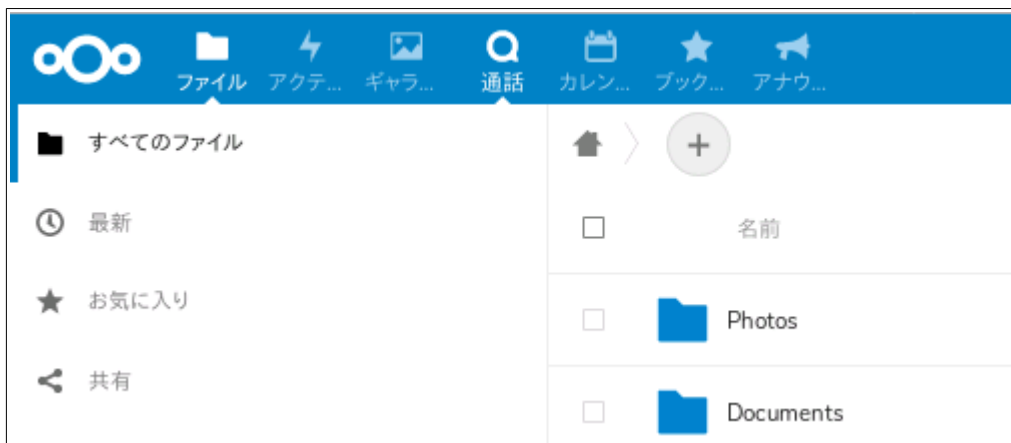 ファイル アクテ... ギャラ... 通話 カレン... ブック... アナウ...
すべてのファイル
最新
お気に入り
共有
名前
Photos
Documents